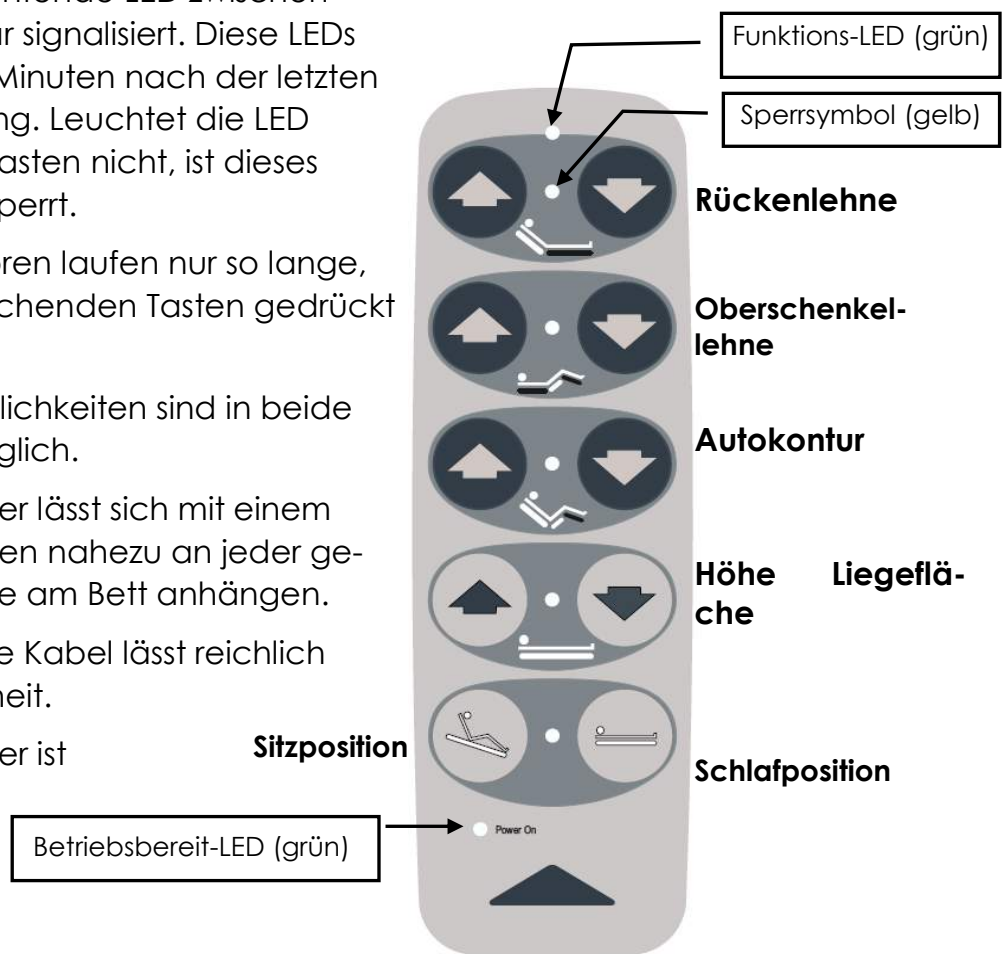 LED zwischen
r signalisiert. Diese LEDs
Minuten nach der letzten
ng. Leuchtet die LED
asten nicht, ist dieses
perrt.
ren laufen nur so lange,
chenden Tasten gedrückt
lichkeiten sind in beide
glich.
er lässt sich mit einem
en nahezu an jeder ge-
e am Bett anhängen.
e Kabel lässt reichlich
heit.
er ist
Funktions-LED (grün)
Sperrsymbol (gelb)
Rückenlehne
Oberschenkel-
lehne
Autokontur
Höhe Liegeflä-
che
Sitzposition
Schlafposition
Power On
Betriebsbereit-LED (grün)